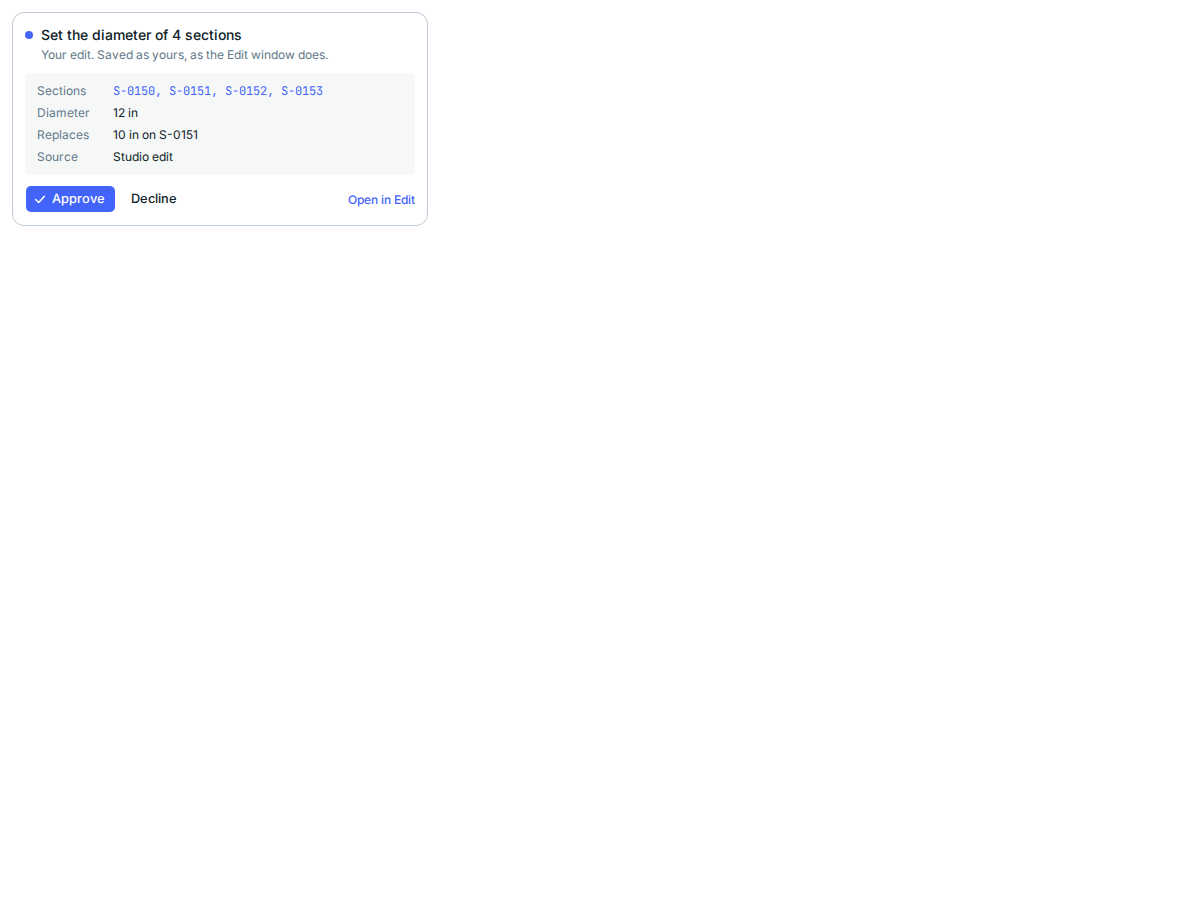 Set the diameter of 4 sections
Your edit. Saved as yours, as the Edit window does.
Sections S-0150, S-0151, S-0152, S-0153
Diameter 12 in
Replaces 10 in on S-0151
Source Studio edit
Approve Decline Open in Edit